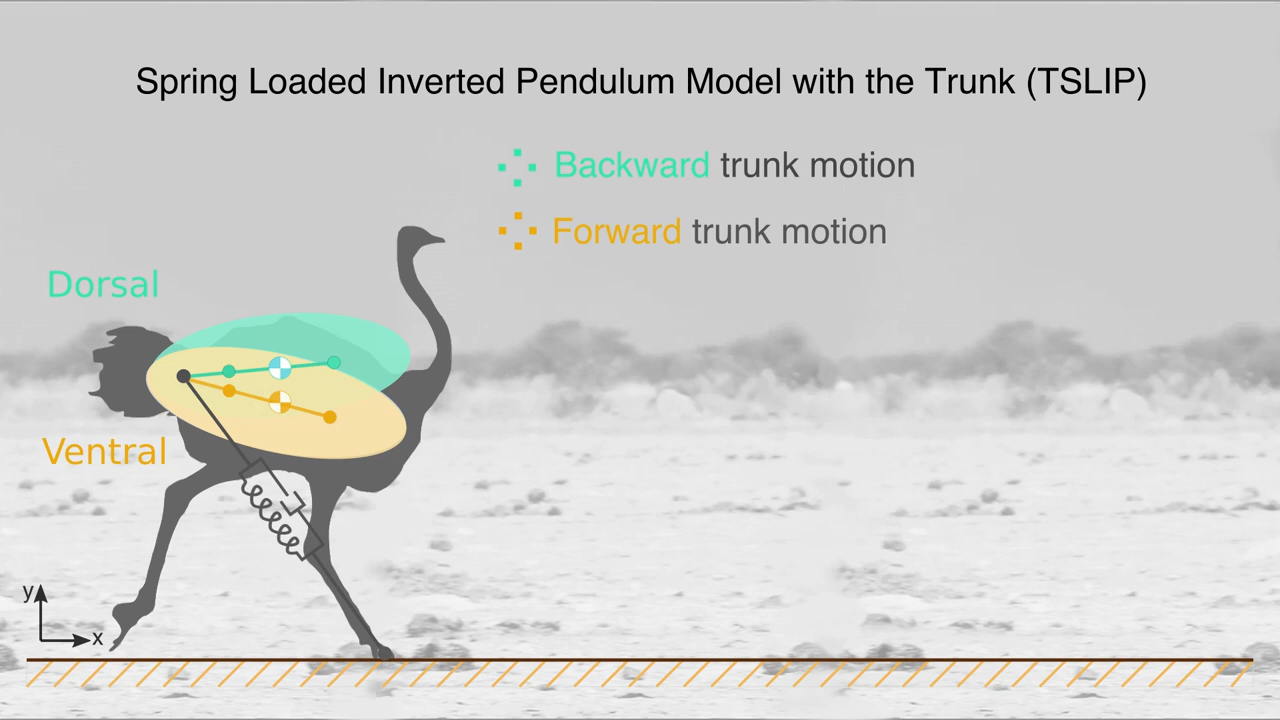 Spring Loaded Inverted Pendulum Model with the Trunk (TSLIP)
Backward trunk motion
Forward trunk motion
Dorsal
Ventral
y
x